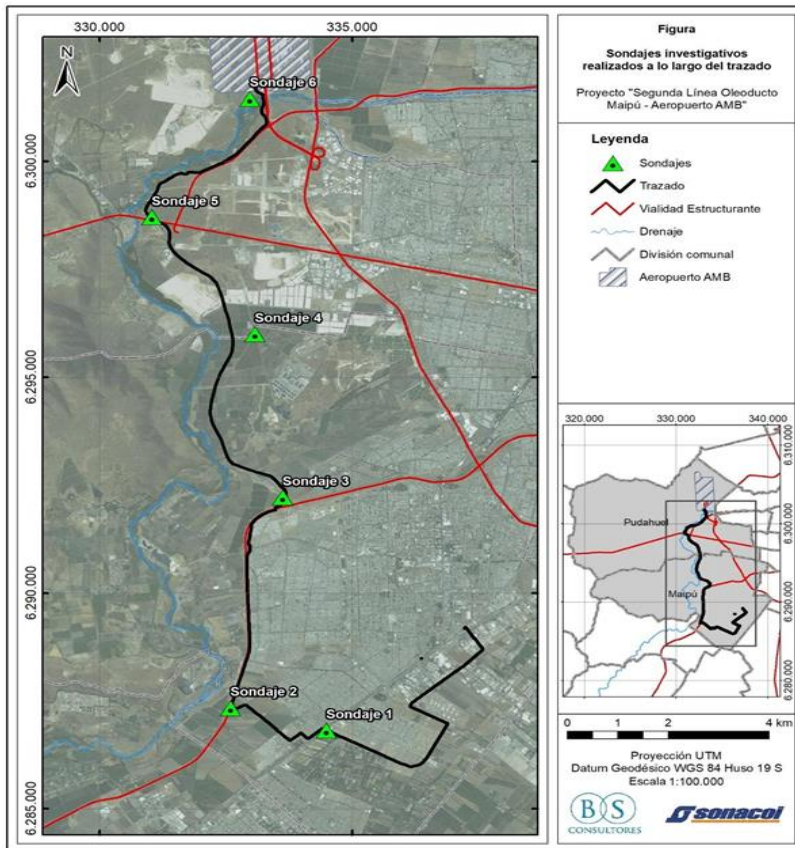 330.000
335.000
N
Sondaje 6
6.300.000
Sondaje 5
Sondaje 4
6.295.000
Sondaje 3
6.290.000
Sondaje 2
Sondaje 1
6.285.000
Figura
Sondajes investigativos
realizados a lo largo del trazado
Proyecto "Segunda Línea Oleoducto
Maipú - Aeropuerto AMB"
Leyenda
Sondajes
Trazado
Vialidad Estructurante
Drenaje
División comunal
Aeropuerto AMB
320.000
330.000
340.000
6.310.000
6.300.000
6.290.000
6.280.000
Pudahuel
Maipú
0 1 2 4
km
Proyección UTM
Datum Geodésico WGS 84 Huso 19 S
Escala 1:100.000
BS
CONSULTORES
sonacol